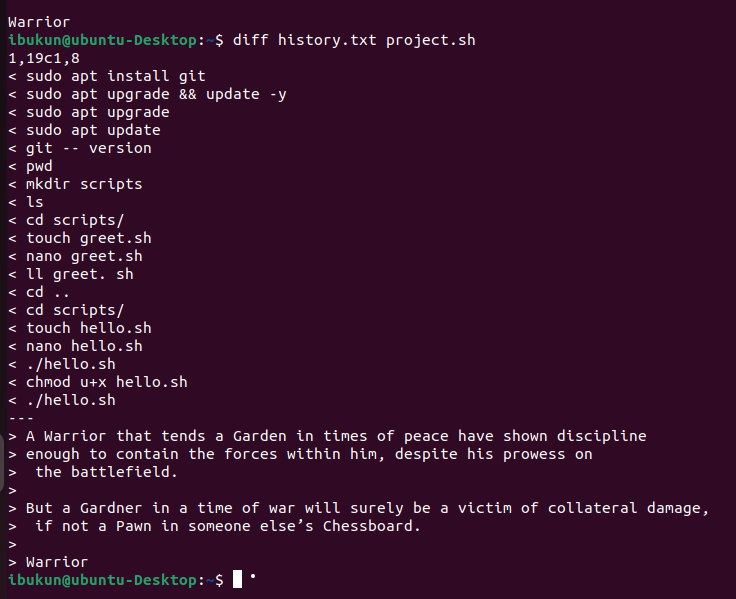 Warrior
ibukun@ubuntu-Desktop:~$ diff history.txt project.sh
1,19c1,8
< sudo apt install git
< sudo apt upgrade && update -y
< sudo apt upgrade
< sudo apt update
< git -- version
< pwd
< mkdir scripts
< ls
< cd scripts/
< touch greet.sh
< nano greet.sh
< ll greet. sh
< cd ..
< cd scripts/
< touch hello.sh
< nano hello.sh
< ./hello.sh
< chmod u+x hello.sh
< ./hello.sh
---
> A Warrior that tends a Garden in times of peace have shown discipline
> enough to contain the forces within him, despite his prowess on
>  the battlefield.
>
> But a Gardner in a time of war will surely be a victim of collateral damage,
>  if not a Pawn in someone else’s Chessboard.
>
> Warrior
ibukun@ubuntu-Desktop:~$